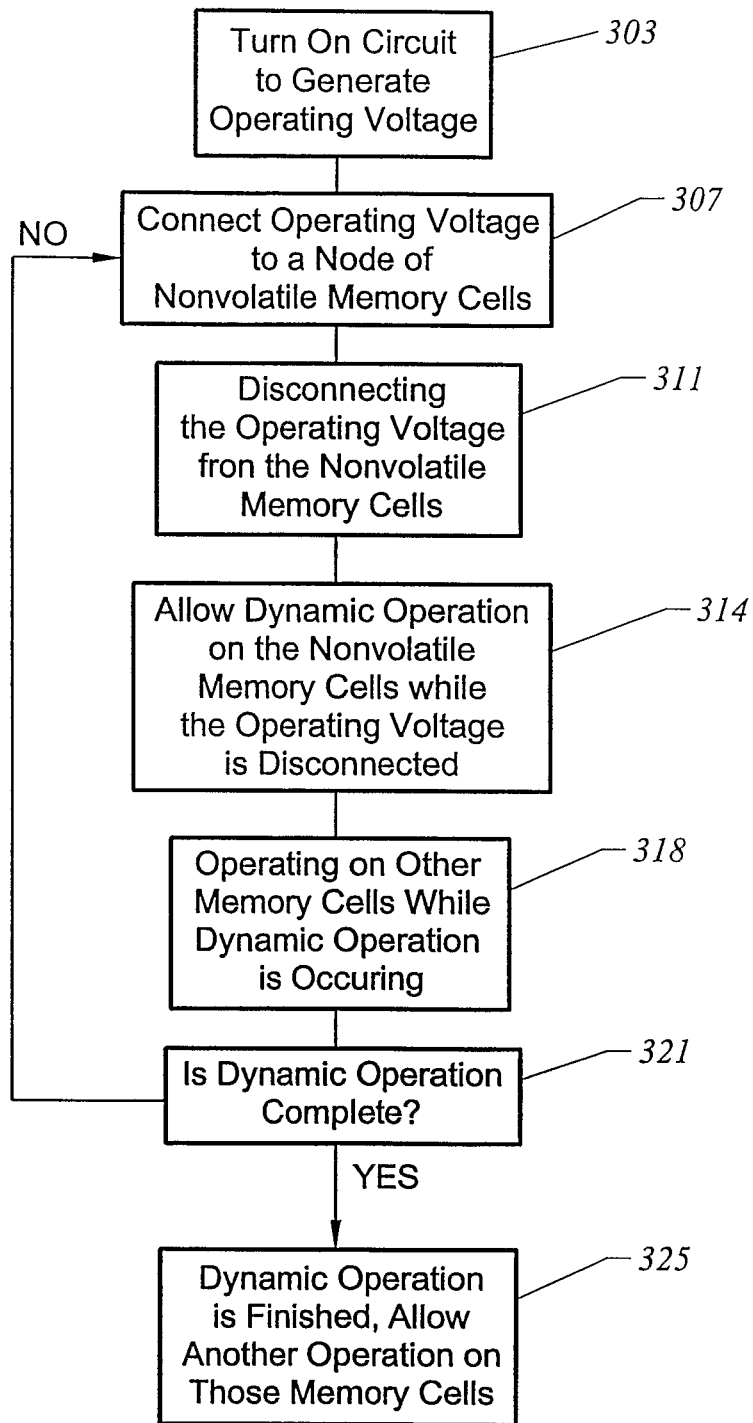 Turn On Circuit
to Generate
Operating Voltage
303
Connect Operating Voltage
to a Node of
Nonvolatile Memory Cells
307
NO
Disconnecting
the Operating Voltage
fron the Nonvolatile
Memory Cells
311
Allow Dynamic Operation
on the Nonvolatile
Memory Cells while
the Operating Voltage
is Disconnected
314
Operating on Other
Memory Cells While
Dynamic Operation
is Occuring
318
Is Dynamic Operation
Complete?
321
YES
Dynamic Operation
is Finished, Allow
Another Operation on
Those Memory Cells
325